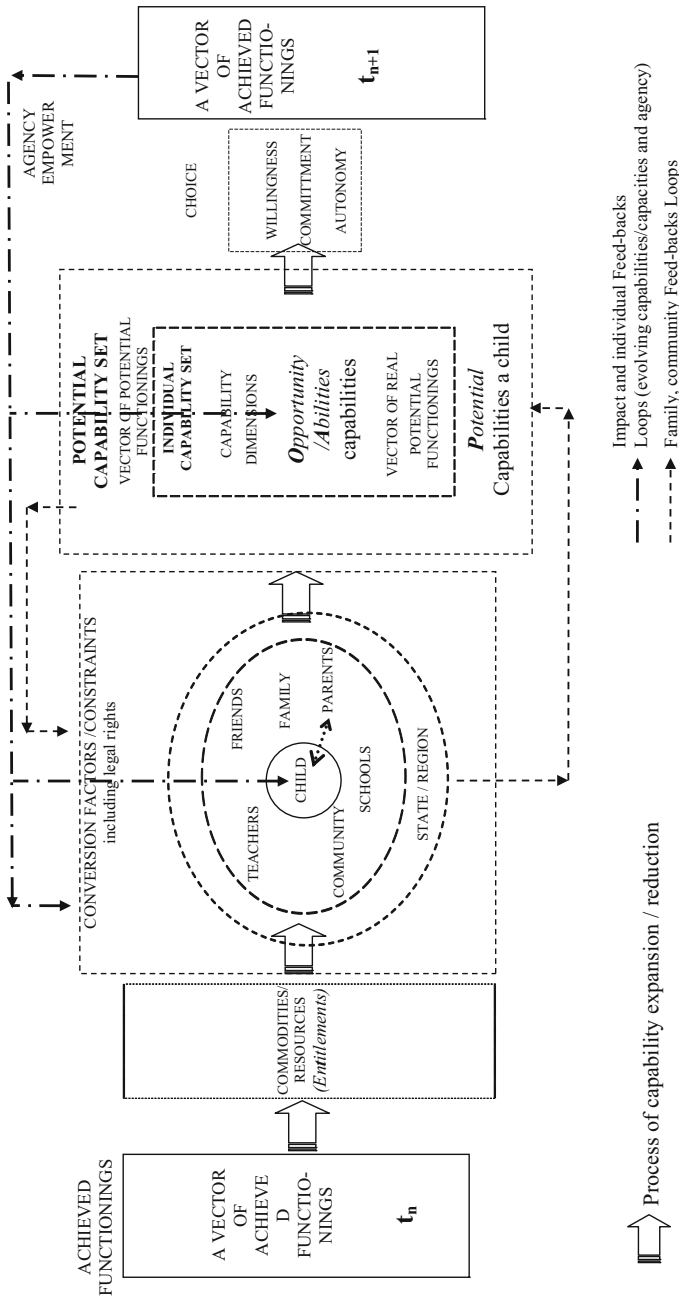 ACHIEVED
FUNCTIONINGS
A VECTOR
OF
ACHIEVE
D
FUNCTIO-
NINGS
tn
COMMODITIES/
RESOURCES
(Entitlements)
CONVERSION FACTORS /CONSTRAINTS
including legal rights
TEACHERS
FRIENDS
CHILD
FAMILY
PARENTS
COMMUNITY
SCHOOLS
STATE / REGION
POTENTIAL
CAPABILITY SET
VECTOR OF POTENTIAL
FUNCTIONINGS
INDIVIDUAL
CAPABILITY SET
CAPABILITY
DIMENSIONS
Opportunity
/Abilities
capabilities
VECTOR OF REAL
POTENTIAL
FUNCTIONINGS
Potential
Capabilities a child
CHOICE
WILLINGNESS
COMMITTMENT
AUTONOMY
AGENCY
EMPOWER
MENT
A VECTOR
OF
ACHIEVED
FUNCTIO-
NINGS
tn+1
Process of capability expansion / reduction
Impact and individual Feed-backs
Loops (evolving capabilities/capacities and agency)
Family, community Feed-backs Loops